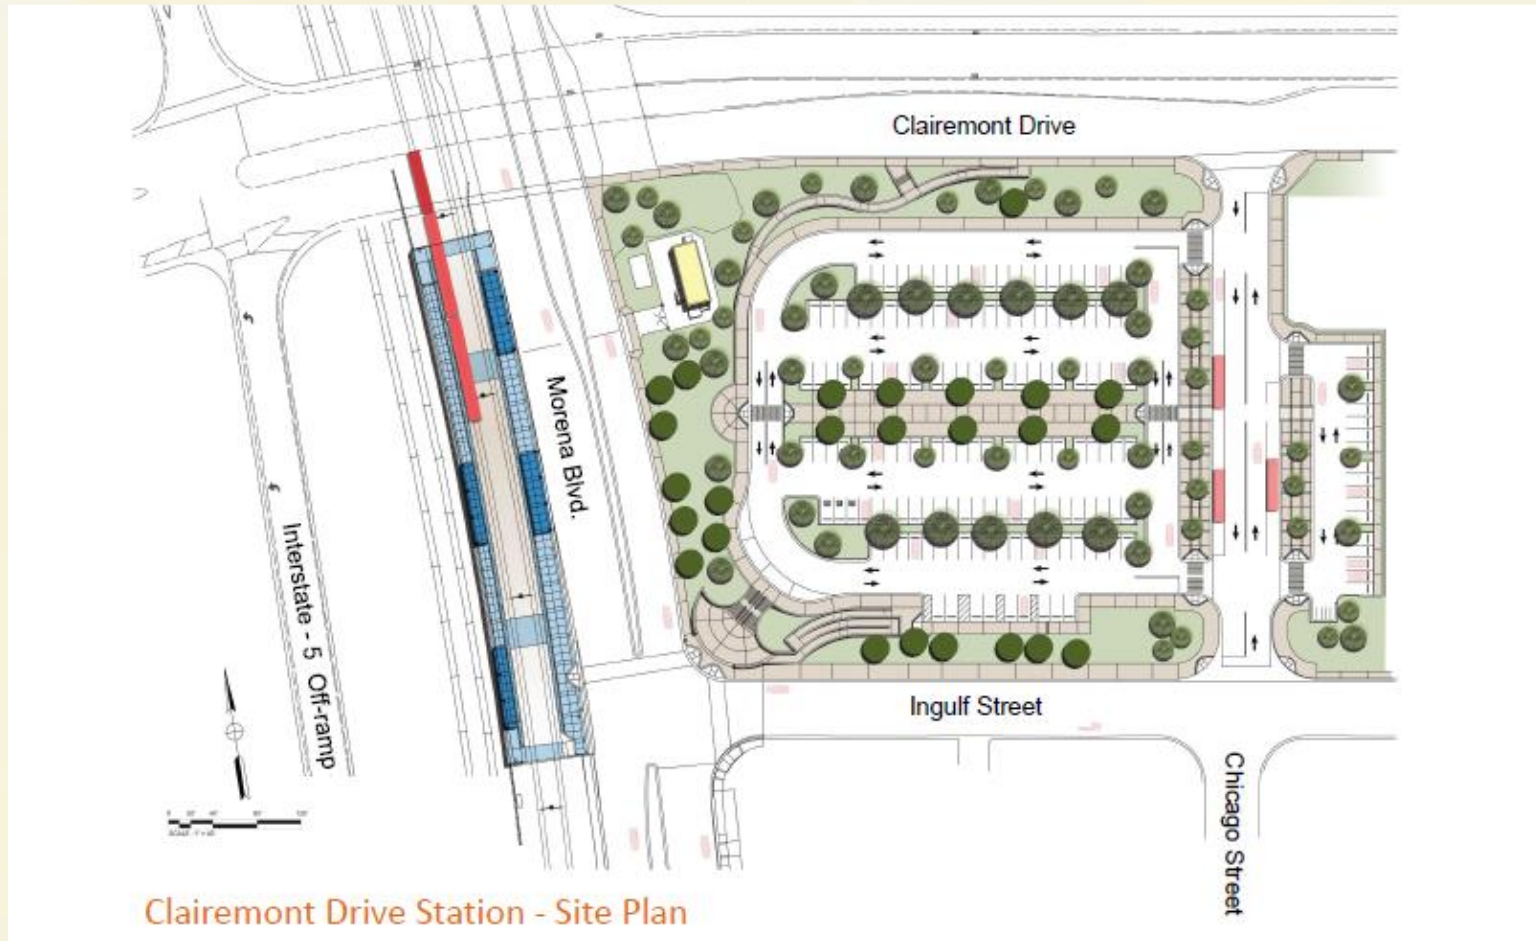 Clairemont Drive
Morena Blvd.
Interstate - 5 Off-ramp
Ingulf Street
Chicago Street
Clairemont Drive Station - Site Plan